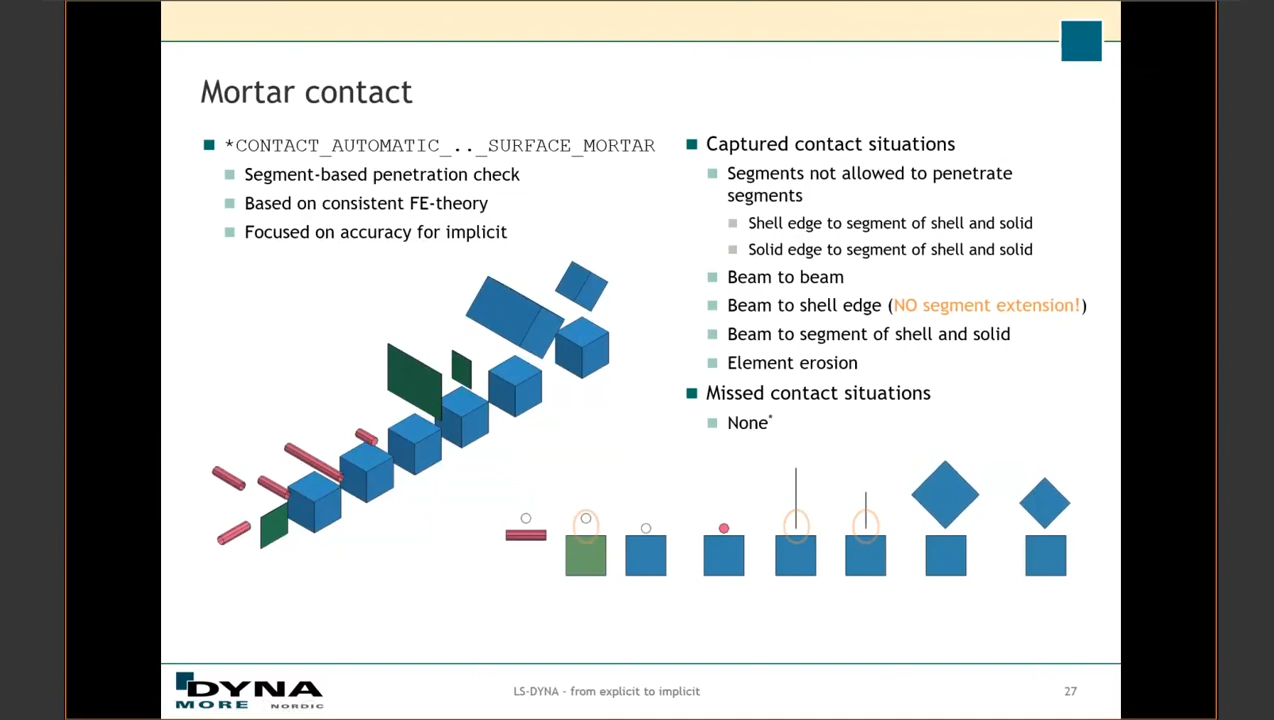 Mortar contact
*CONTACT_AUTOMATIC_.._SURFACE_MORTAR
Segment-based penetration check
Based on consistent FE-theory
Focused on accuracy for implicit
Captured contact situations
Segments not allowed to penetrate
segments
Shell edge to segment of shell and solid
Solid edge to segment of shell and solid
Beam to beam
Beam to shell edge (NO segment extension!)
Beam to segment of shell and solid
Element erosion
Missed contact situations
None*
DYNA
MORE NORDIC
LS-DYNA - from explicit to implicit
27